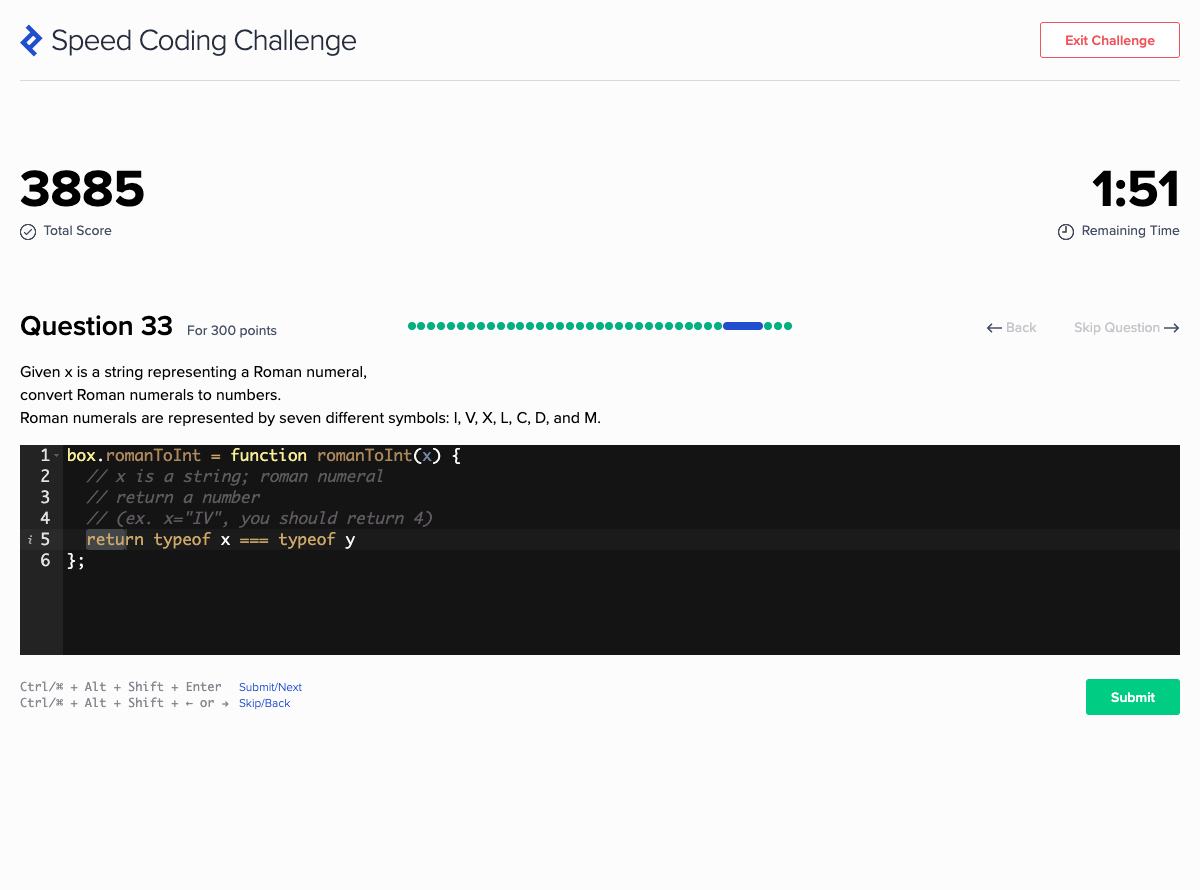 Speed Coding Challenge
Exit Challenge
3885
1:51
Total Score
Remaining Time
Question 33 For 300 points
← Back
Skip Question →
Given x is a string representing a Roman numeral,
convert Roman numerals to numbers.
Roman numerals are represented by seven different symbols: I, V, X, L, C, D, and M.
1 box.romanToInt = function romanToInt(x) {
2 // x is a string; roman numeral
3 // return a number
4 // (ex. x="IV", you should return 4)
i 5 return typeof x === typeof y
6 };
Ctrl/⌘ + Alt + Shift + Enter Submit/Next
Ctrl/⌘ + Alt + Shift + ← or → Skip/Back
Submit